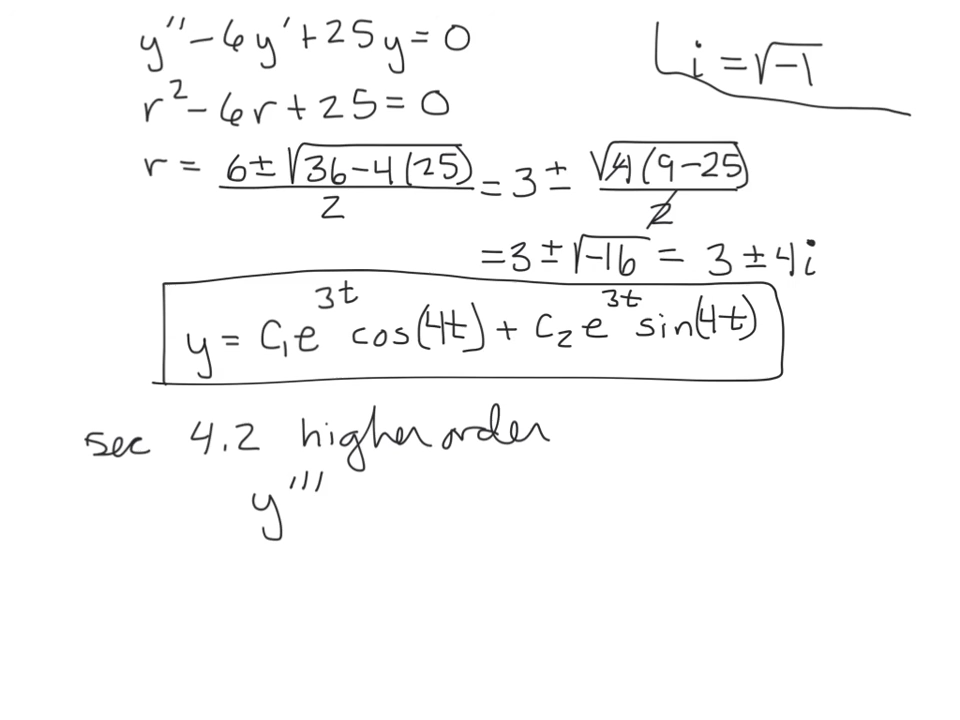 y'' - 6y' + 25y = 0
i = √-1
r² - 6r + 25 = 0
r = (6 ± √(36 - 4(25)))/2 = 3 ± √(4(9 - 25))/2
= 3 ± √-16 = 3 ± 4i
y = C₁e^{3t} cos(4t) + C₂e^{3t} sin(4t)
sec 4.2 higher order
y'''